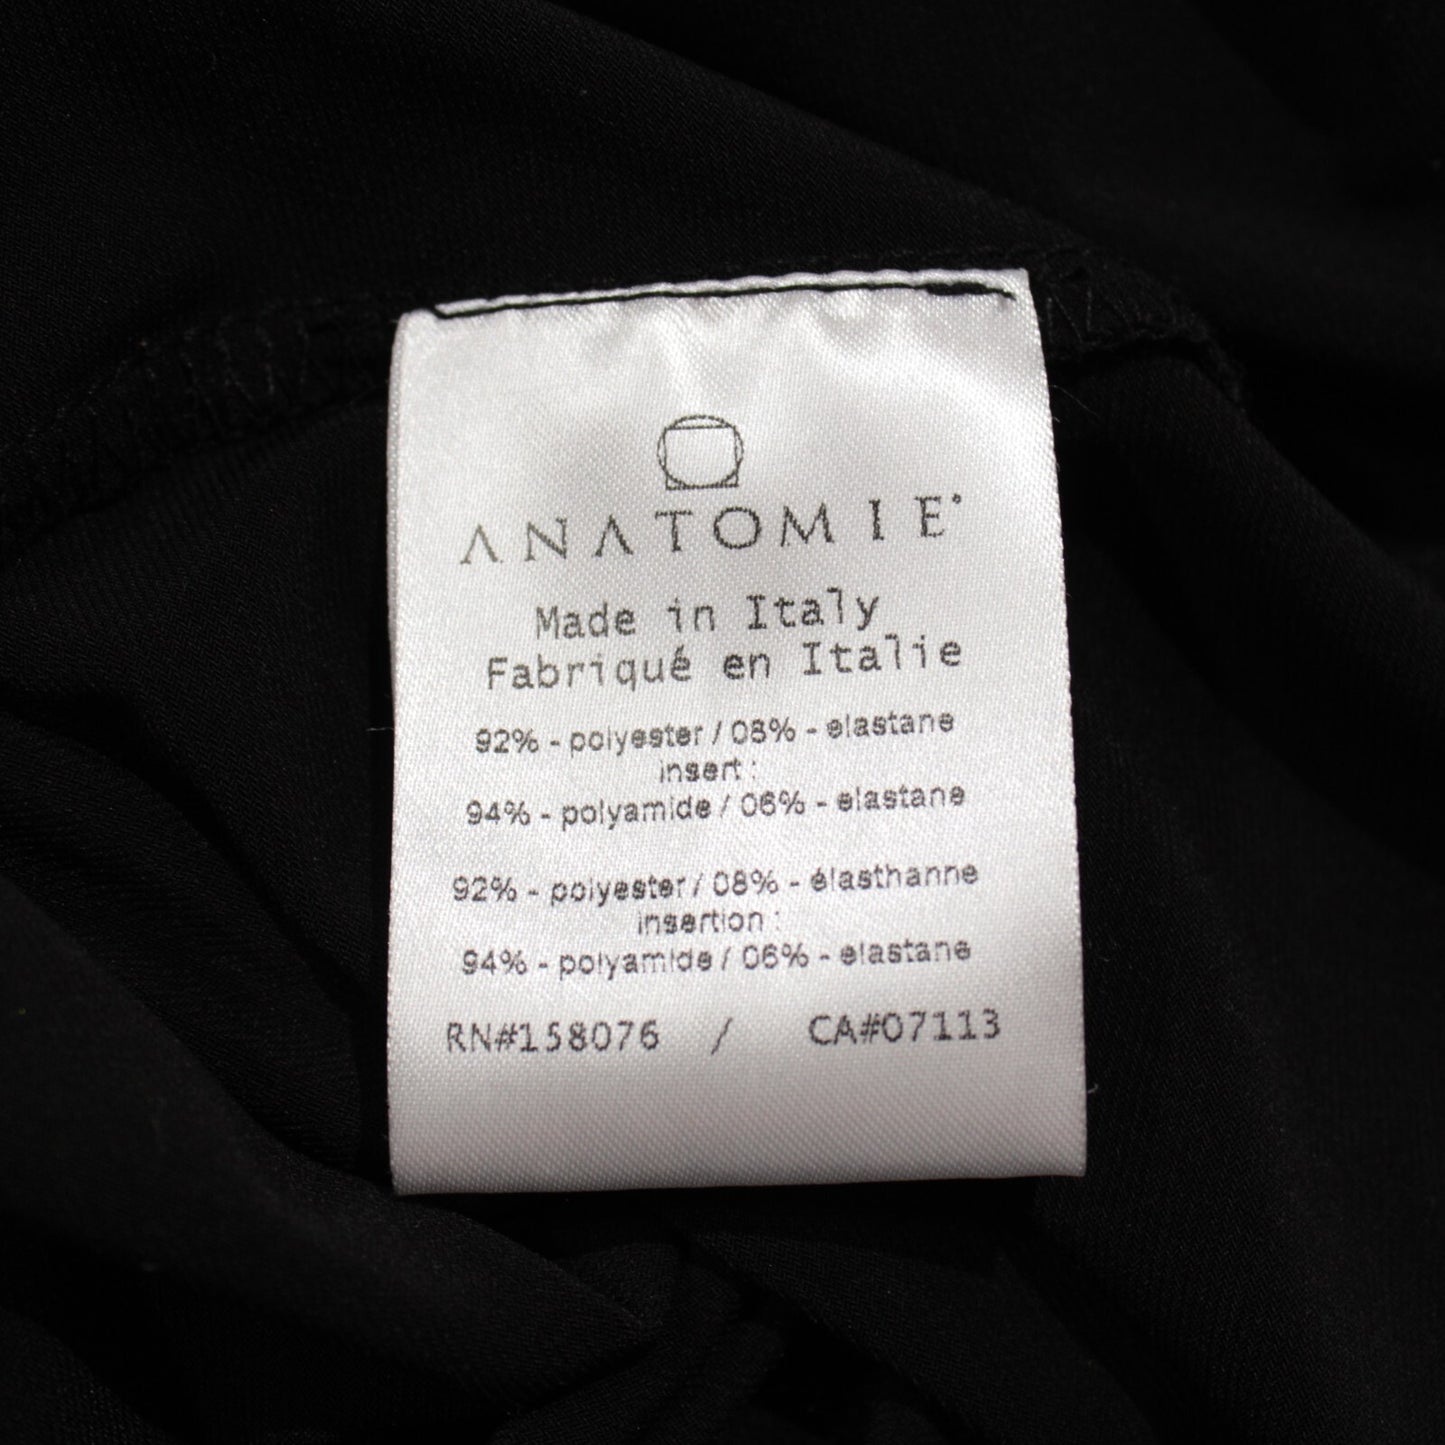 ANATOMIE
Made in Italy
Fabriqué en Italie
92% - polyester / 08% - elastane
insert :
94% - polyamide / 06% - elastane
92% - polyester / 08% - élasthanne
insertion :
94% - polyamide / 06% - elastane
RN#158076 / CA#07113